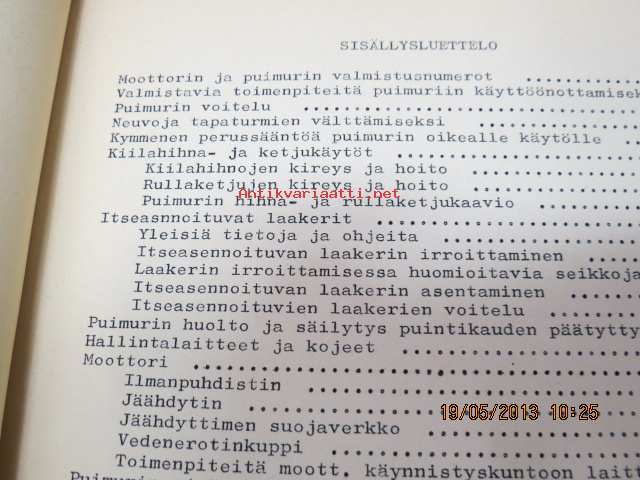 SISÄLLYSLUETTELO
Moottorin ja puimurin valmistusnumerot ........
Valmistavia toimenpiteitä puimuriin käyttöönottamisek
Puimurin voitelu ..............................
Neuvoja tapaturmien välttämiseksi .............
Kymmenen perussääntöä puimurin oikealle käytölle ..
Kiilahihna- ja ketjukäytöt ....................
Kiilahihnojen kireys ja hoito .................
Rullaketjujen kireys ja hoito .................
Antikvariaatti.net
Puimurin hihna- ja rullaketjukaavio ...........
Itseasnnoituvat laakerit ......................
Yleisiä tietoja ja ohjeita ....................
Itseasennoituvan laakerin irroittaminen .......
Laakerin irroittamisessa huomioitavia seikkoja
Itseasennoituvan laakerin asentaminen .........
Itseasennoituvien laakerien voitelu ...........
Puimurin huolto ja säilytys puintikauden päätytty
Hallintalaitteet ja kojeet ....................
Moottori ......................................
Ilmanpuhdistin ................................
Jäähdytin .....................................
19/05/2013 10:25
Jäähdyttimen suojaverkko ......................
Vedenerotinkuppi ..............................
Toimenpiteitä moott. käynnistyskuntoon laitt